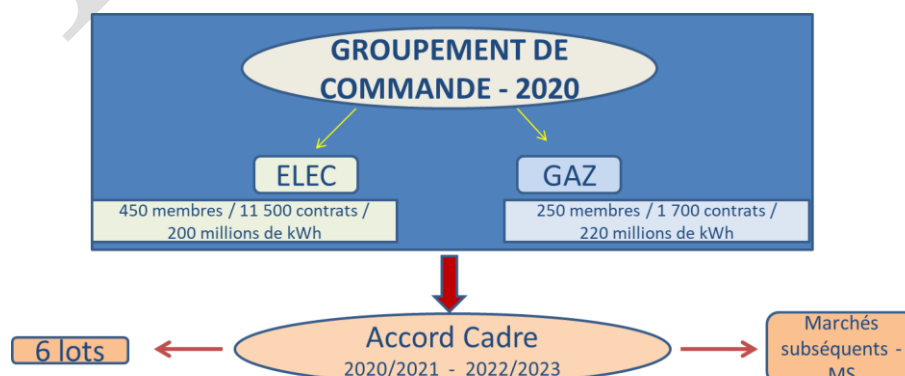 GROUPEMENT DE
COMMANDE - 2020
ELEC
GAZ
450 membres / 11 500 contrats /
200 millions de kWh
250 membres / 1 700 contrats /
220 millions de kWh
6 lots
Accord Cadre
2020/2021 - 2022/2023
Marchés
subséquents -
MS